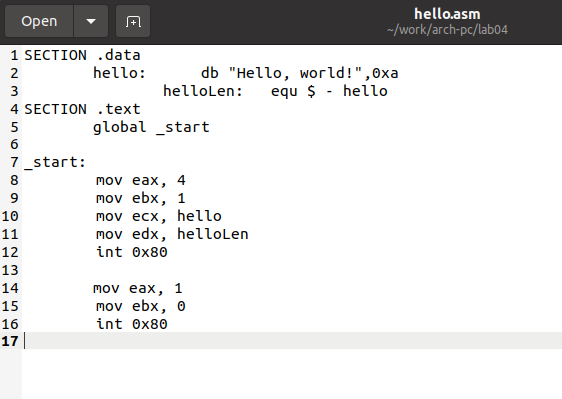 Open
hello.asm
~/work/arch-pc/lab04
1 SECTION .data
2 hello: db "Hello, world!",0xa
3 helloLen: equ $ - hello
4 SECTION .text
5 global _start
6
7 _start:
8 mov eax, 4
9 mov ebx, 1
10 mov ecx, hello
11 mov edx, helloLen
12 int 0x80
13
14 mov eax, 1
15 mov ebx, 0
16 int 0x80
17